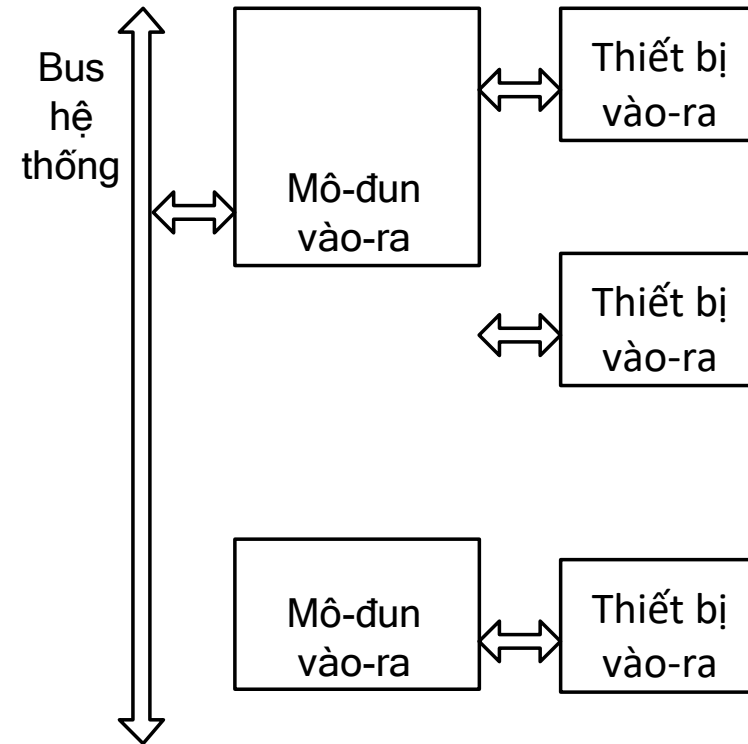 Bus
hệ
thống
Mô-đun
vào-ra
Thiết bị
vào-ra
Thiết bị
vào-ra
Mô-đun
vào-ra
Thiết bị
vào-ra